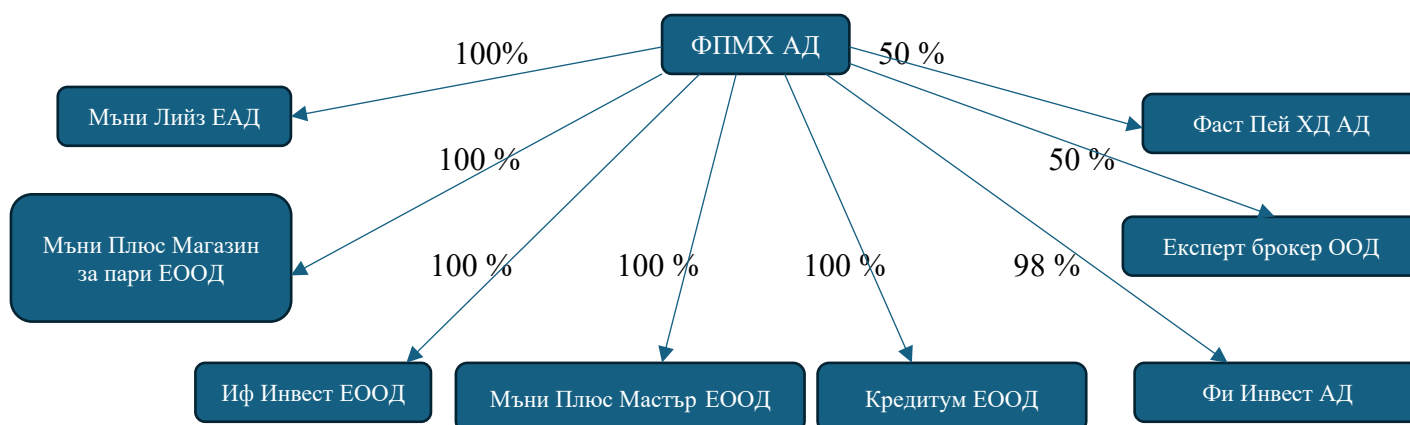 ФПМХ АД
100%
50 %
Мъни Лийз ЕАД
Фаст Пей ХД АД
100 %
50 %
Мъни Плюс Магазин
за пари ЕООД
Експерт брокер ООД
100 %
100 %
100 %
98 %
Иф Инвест ЕООД
Мъни Плюс Мастър ЕООД
Кредитум ЕООД
Фи Инвест АД